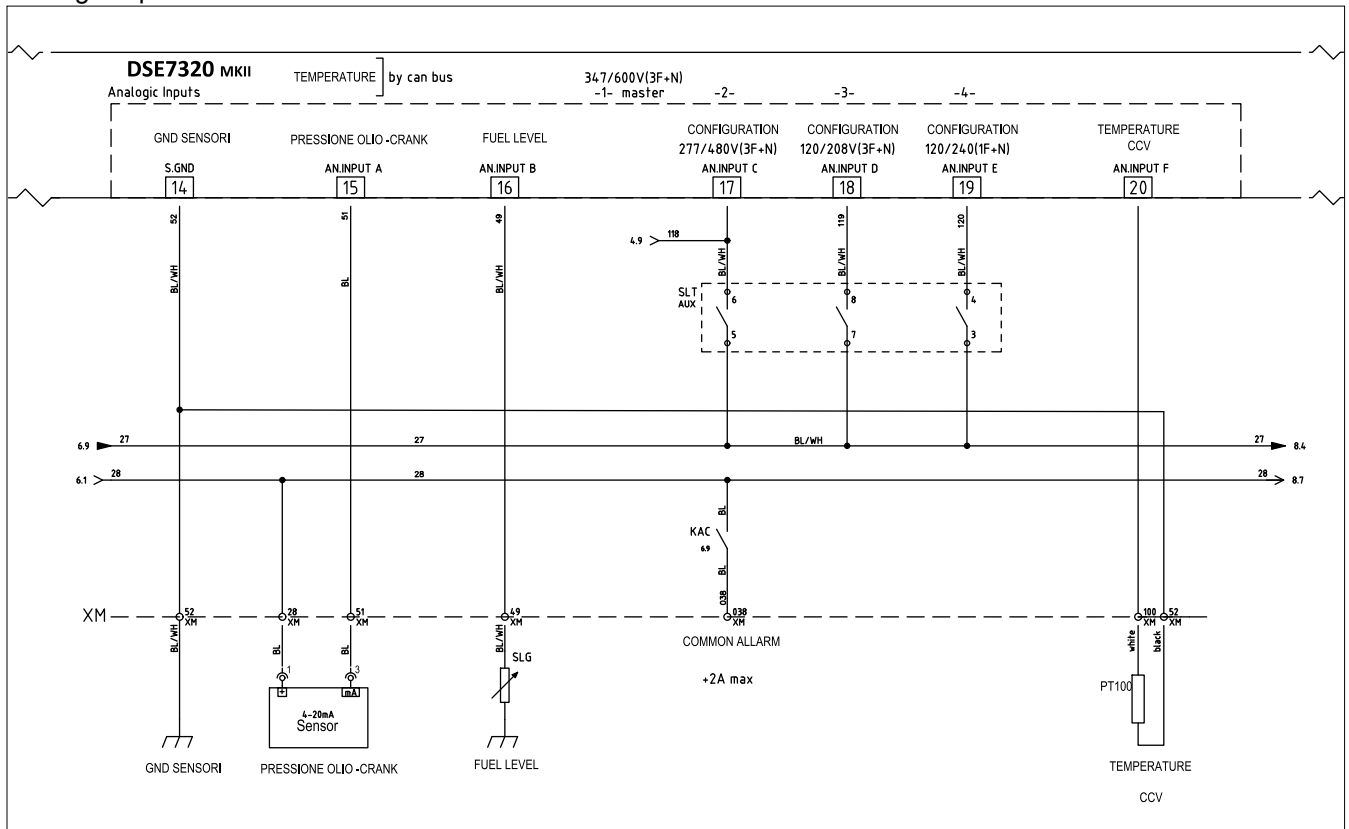 DSE7320 MKII
TEMPERATURE by can bus
347/600V(3F+N)
Analogic Inputs
-1- master
-2-
-3-
-4-
GND SENSORI
PRESSIONE OLIO -CRANK
FUEL LEVEL
CONFIGURATION
277/480V(3F+N)
CONFIGURATION
120/208V(3F+N)
CONFIGURATION
120/240(1F+N)
TEMPERATURE
CCV
S.GND
AN.INPUT A
AN.INPUT B
AN.INPUT C
AN.INPUT D
AN.INPUT E
AN.INPUT F
14
15
16
17
18
19
20
52
51
49
119
120
4.9
118
BL/WH
BL
BL/WH
BL/WH
BL/WH
BL/WH
SLT
AUX
6
8
4
5
7
3
6.9
27
27
BL/WH
27
8.4
6.1
28
28
28
8.7
BL
KAC
6.9
BL
038
XM
52
XM
28
XM
51
XM
49
XM
038
XM
100
XM
52
XM
BL/WH
BL
BL
BL/WH
COMMON ALLARM
white
black
1
3
SLG
+2A max
PT100
+
mA
4-20mA
Sensor
GND SENSORI
PRESSIONE OLIO -CRANK
FUEL LEVEL
TEMPERATURE
CCV